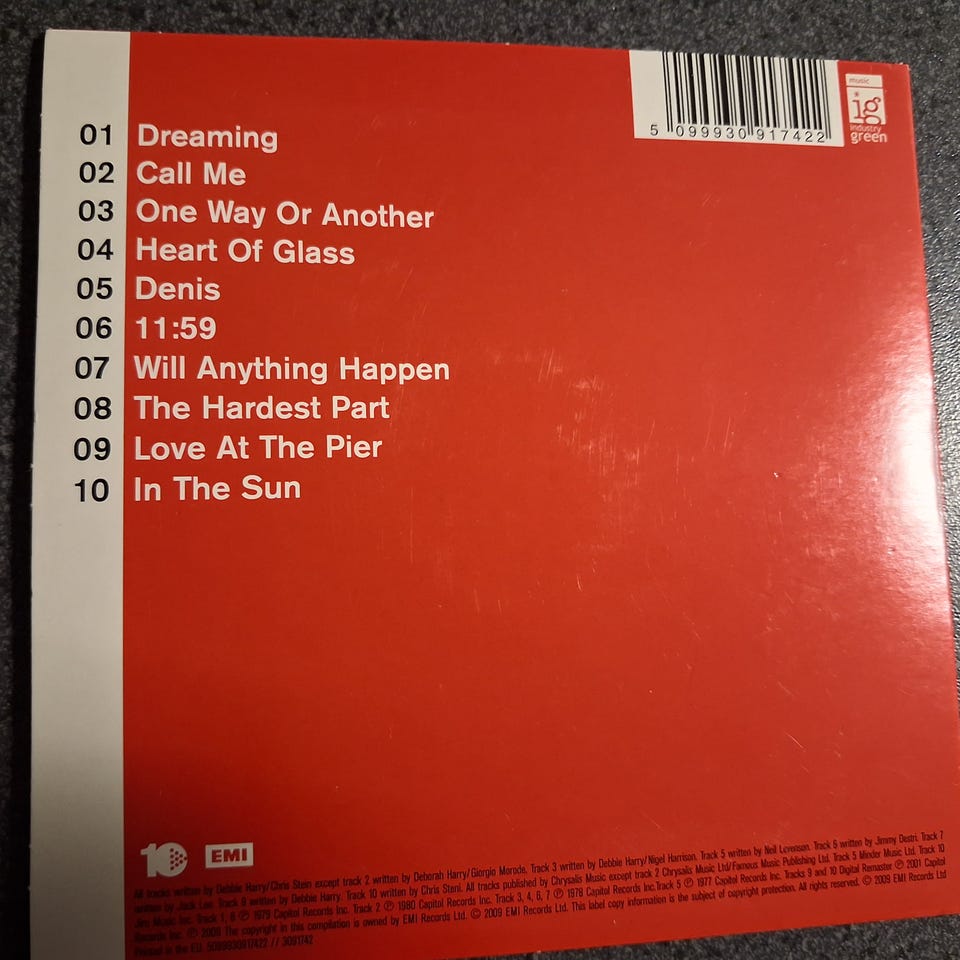 5 099930 917422
music
ig
industry
green
01 Dreaming
02 Call Me
03 One Way Or Another
04 Heart Of Glass
05 Denis
06 11:59
07 Will Anything Happen
08 The Hardest Part
09 Love At The Pier
10 In The Sun
10
EMI
All tracks written by Debbie Harry/Chris Stein except track 2 written by Deborah Harry/Giorgio Morode. Track 3 written by Debbie Harry/Nigel Harrison. Track 5 written by Neil Levenson. Track 6 written by Jimmy Destri. Track 7
written by Jack Lee. Track 8 written by Debbie Harry. Track 10 written by Chris Steni. All tracks published by Chrysalis Music except track 2 Chrysalis Music Ltd/Famous Music Publishing Ltd. Track 5 Minder Music Ltd. Track 10
Jiru Music Inc. Track 1, 8 ℗ 1979 Capitol Records Inc. Track 2 ℗ 1980 Capitol Records Inc. Track 3, 4, 6, 7 ℗ 1978 Capitol Records Inc.Track 5 ℗ 1977 Capitol Records Inc. Tracks 9 and 10 Digital Remaster ℗ 2001 Capitol
Records Inc. ℗ 2009 The copyright in this compilation is owned by EMI Records Ltd. © 2009 EMI Records Ltd. This label copy information is the subject of copyright protection. All rights reserved. © 2009 EMI Records Ltd
Printed in the EU. 5099930917422 // 3091742